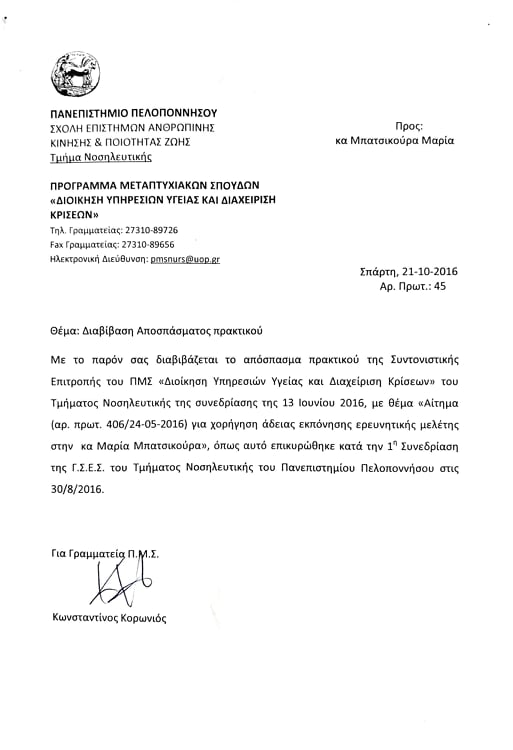 ΠΑΝΕΠΙΣΤΗΜΙΟ ΠΕΛΟΠΟΝΝΗΣΟΥ
ΣΧΟΛΗ ΕΠΙΣΤΗΜΩΝ ΑΝΘΡΩΠΙΝΗΣ
ΚΙΝΗΣΗΣ & ΠΟΙΟΤΗΤΑΣ ΖΩΗΣ
Τμήμα Νοσηλευτικής
Προς:
κα Μπατσικούρα Μαρία
ΠΡΟΓΡΑΜΜΑ ΜΕΤΑΠΤΥΧΙΑΚΩΝ ΣΠΟΥΔΩΝ
«ΔΙΟΙΚΗΣΗ ΥΠΗΡΕΣΙΩΝ ΥΓΕΙΑΣ ΚΑΙ ΔΙΑΧΕΙΡΙΣΗ
ΚΡΙΣΕΩΝ»
Τηλ. Γραμματείας: 27310-89726
Fax Γραμματείας: 27310-89656
Ηλεκτρονική Διεύθυνση: pmsnurs@uop.gr
Σπάρτη, 21-10-2016
Αρ. Πρωτ.: 45
Θέμα: Διαβίβαση Αποσπάσματος πρακτικού
Με το παρόν σας διαβιβάζεται το απόσπασμα πρακτικού της Συντονιστικής
Επιτροπής του ΠΜΣ «Διοίκηση Υπηρεσιών Υγείας και Διαχείριση Κρίσεων» του
Τμήματος Νοσηλευτικής της συνεδρίασης της 13 Ιουνίου 2016, με θέμα «Αίτημα
(αρ. πρωτ. 406/24-05-2016) για χορήγηση άδειας εκπόνησης ερευνητικής μελέτης
στην κα Μαρία Μπατσικούρα», όπως αυτό επικυρώθηκε κατά την 1η Συνεδρίαση
της Γ.Σ.Ε.Σ. του Τμήματος Νοσηλευτικής του Πανεπιστημίου Πελοποννήσου στις
30/8/2016.
Για Γραμματεία Π.Μ.Σ.
Κωνσταντίνος Κορωνιός